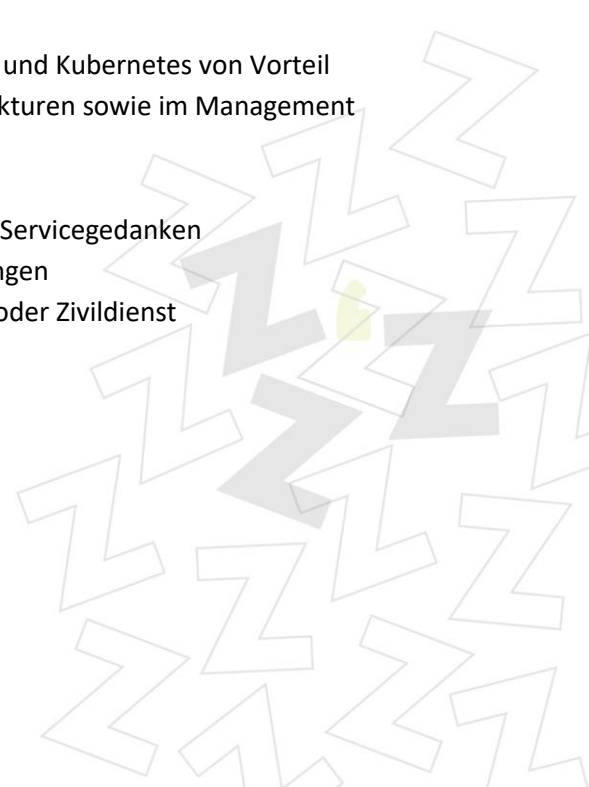 und Kubernetes von Vorteil
kturen sowie im Management
Servicegedanken
ngen
oder Zivildienst